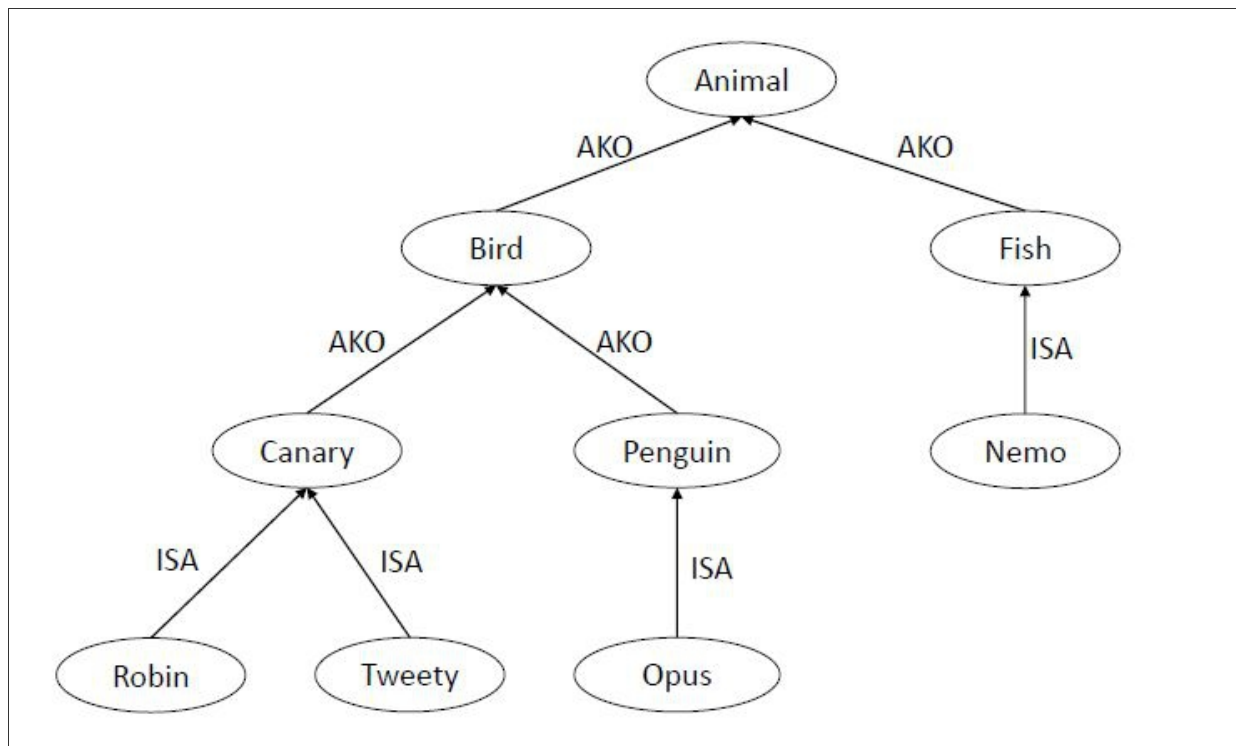 Animal
AKO
AKO
Bird
Fish
AKO
AKO
ISA
Canary
Penguin
Nemo
ISA
ISA
ISA
Robin
Tweety
Opus